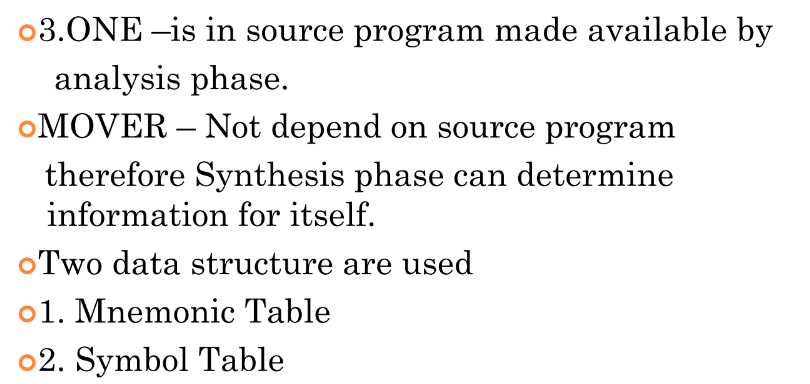 3.ONE –is in source program made available by
analysis phase.
MOVER – Not depend on source program
therefore Synthesis phase can determine
information for itself.
Two data structure are used
1. Mnemonic Table
2. Symbol Table